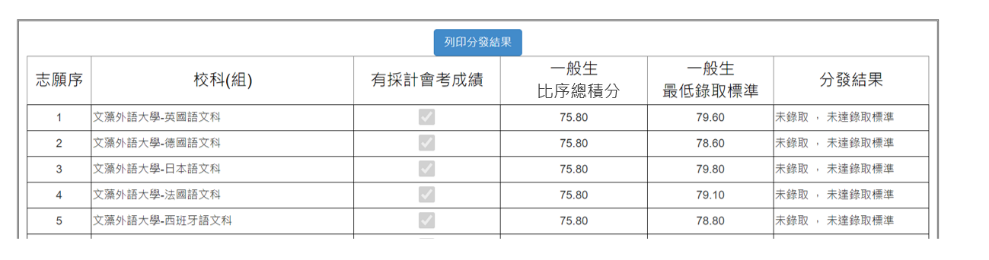 列印分發結果
志願序 校科(組) 有採計會考成績 一般生 比序總積分 一般生 最低錄取標準 分發結果
1 文藻外語大學-英國語文科 75.80 79.60 未錄取 , 未達錄取標準
2 文藻外語大學-德國語文科 75.80 78.60 未錄取 , 未達錄取標準
3 文藻外語大學-日本語文科 75.80 79.80 未錄取 , 未達錄取標準
4 文藻外語大學-法國語文科 75.80 79.10 未錄取 , 未達錄取標準
5 文藻外語大學-西班牙語文科 75.80 78.80 未錄取 , 未達錄取標準